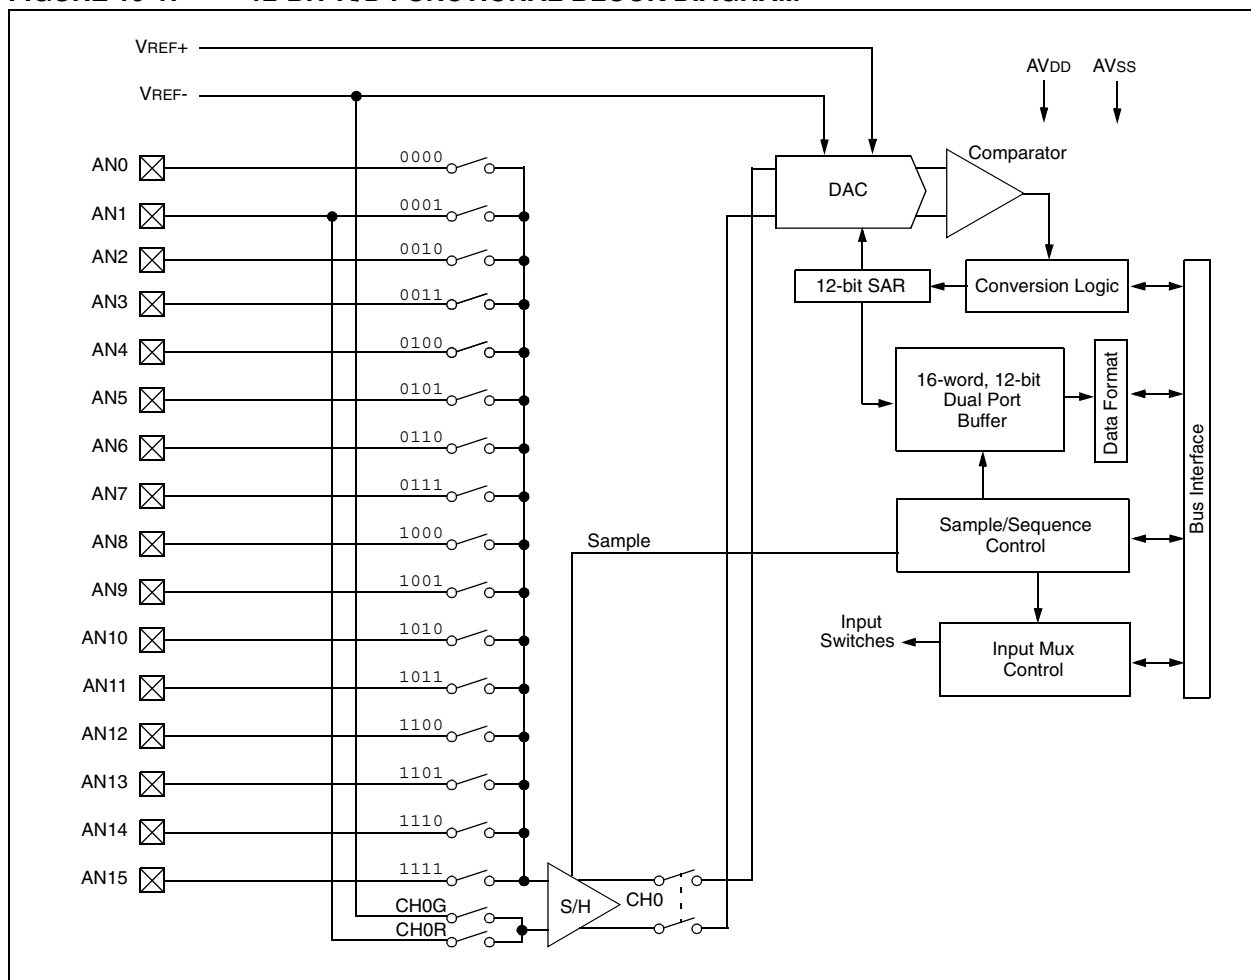 VREF+
VREF-
AVDD AVSS
AN0 0000
AN1 0001
AN2 0010
AN3 0011
AN4 0100
AN5 0101
AN6 0110
AN7 0111
AN8 1000
AN9 1001
AN10 1010
AN11 1011
AN12 1100
AN13 1101
AN14 1110
AN15 1111
CH0G
CH0R
S/H
CH0
Sample
DAC
Comparator
12-bit SAR
Conversion Logic
16-word, 12-bit
Dual Port
Buffer
Data Format
Bus Interface
Sample/Sequence
Control
Input
Switches
Input Mux
Control